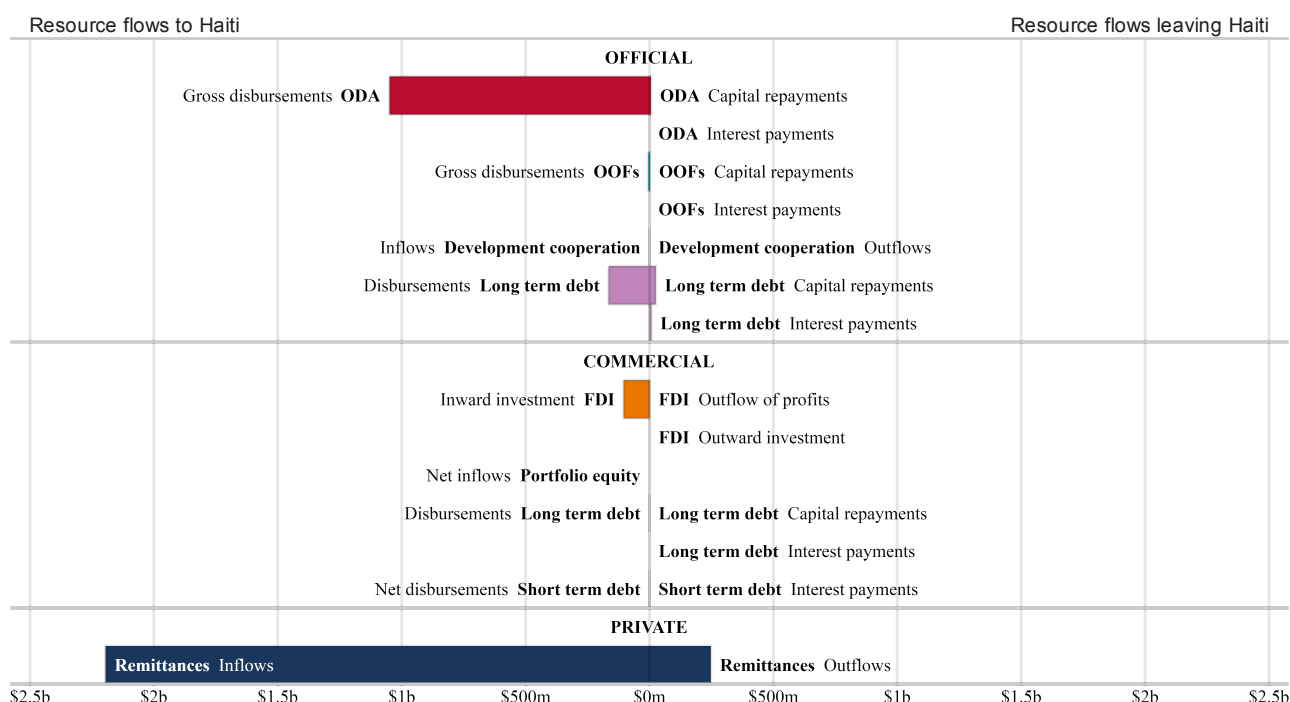 Resource flows to Haiti Resource flows leaving Haiti
OFFICIAL
Gross disbursements ODA ODA Capital repayments
ODA Interest payments
Gross disbursements OOFs OOFs Capital repayments
OOFs Interest payments
Inflows Development cooperation Development cooperation Outflows
Disbursements Long term debt Long term debt Capital repayments
Long term debt Interest payments
COMMERCIAL
Inward investment FDI FDI Outflow of profits
FDI Outward investment
Net inflows Portfolio equity
Disbursements Long term debt Long term debt Capital repayments
Long term debt Interest payments
Net disbursements Short term debt Short term debt Interest payments
PRIVATE
Remittances Inflows Remittances Outflows
$2.5b $2b $1.5b $1b $500m $0m $500m $1b $1.5b $2b $2.5b